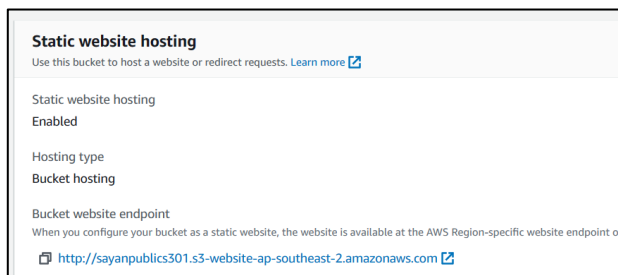 Static website hosting
Use this bucket to host a website or redirect requests. Learn more
Static website hosting
Enabled
Hosting type
Bucket hosting
Bucket website endpoint
When you configure your bucket as a static website, the website is available at the AWS Region-specific website endpoint o
http://sayanpublics301.s3-website-ap-southeast-2.amazonaws.com